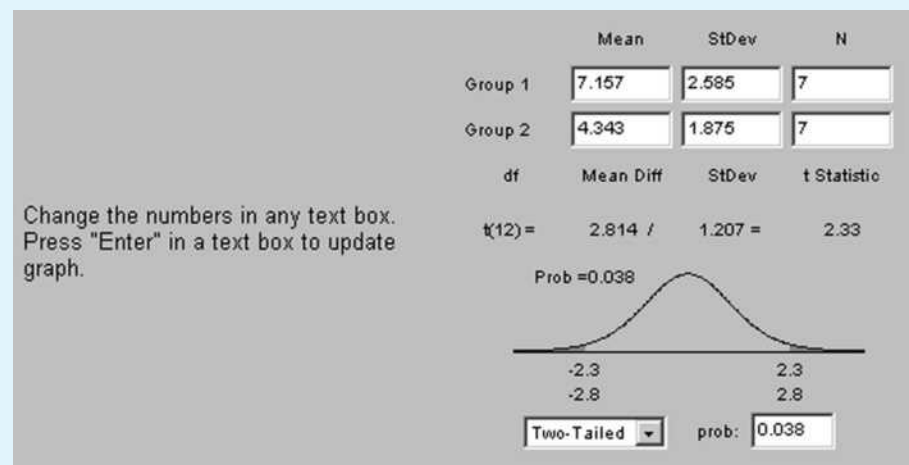 Mean StDev N
Group 1 7.157 2.585 7
Group 2 4.343 1.875 7
df Mean Diff StDev t Statistic
Change the numbers in any text box.
Press "Enter" in a text box to update
graph.
t(12) = 2.814 / 1.207 = 2.33
Prob =0.038
-2.3 2.3
-2.8 2.8
Two-Tailed prob: 0.038